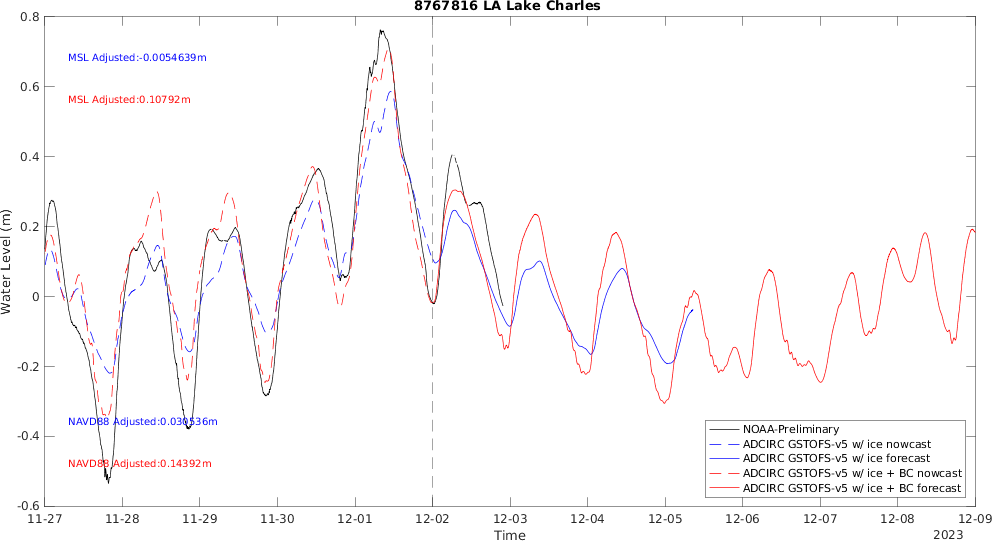 8767816 LA Lake Charles
0.8
0.6
0.4
0.2
0
-0.2
-0.4
-0.6
Water Level (m)
MSL Adjusted:-0.0054639m
MSL Adjusted:0.10792m
NAVD88 Adjusted:0.030536m
NAVD88 Adjusted:0.14392m
NOAA-Preliminary
ADCIRC GSTOFS-v5 w/ ice nowcast
ADCIRC GSTOFS-v5 w/ ice forecast
ADCIRC GSTOFS-v5 w/ ice + BC nowcast
ADCIRC GSTOFS-v5 w/ ice + BC forecast
11-27 11-28 11-29 11-30 12-01 12-02 12-03 12-04 12-05 12-06 12-07 12-08 12-09
Time
2023